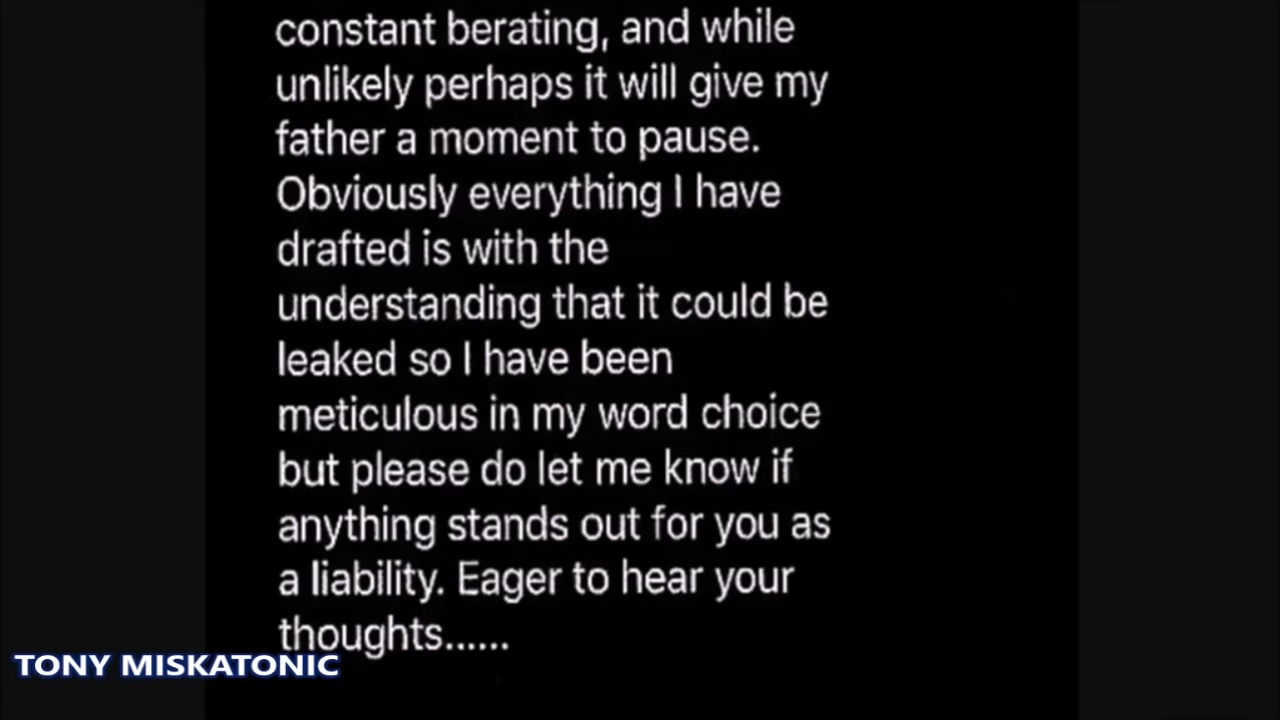 constant berating, and while
unlikely perhaps it will give my
father a moment to pause.
Obviously everything I have
drafted is with the
understanding that it could be
leaked so I have been
meticulous in my word choice
but please do let me know if
anything stands out for you as
a liability. Eager to hear your
thoughts......
TONY MISKATONIC